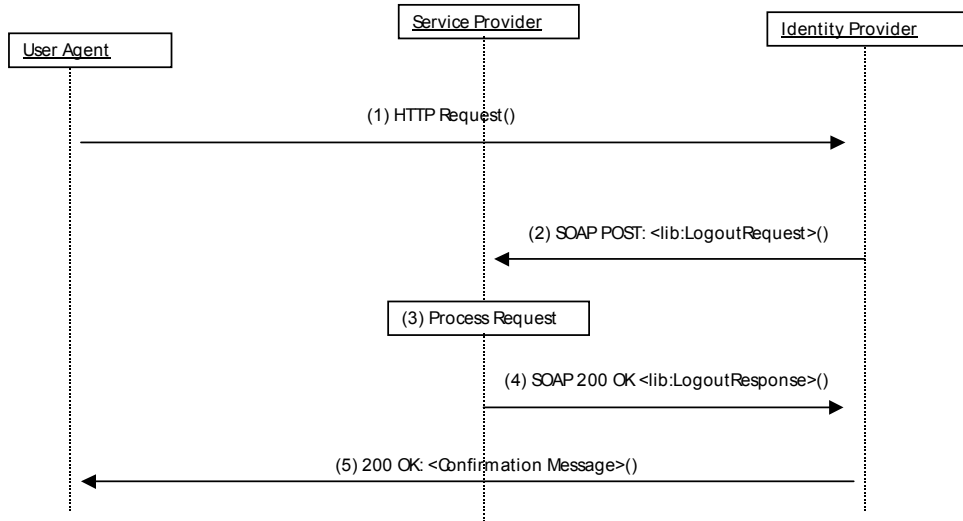 User Agent
Service Provider
Identity Provider
(1) HTTP Request()
(2) SOAP POST: <lib:LogoutRequest>()
(3) Process Request
(4) SOAP 200 OK <lib:LogoutResponse>()
(5) 200 OK: <Confirmation Message>()